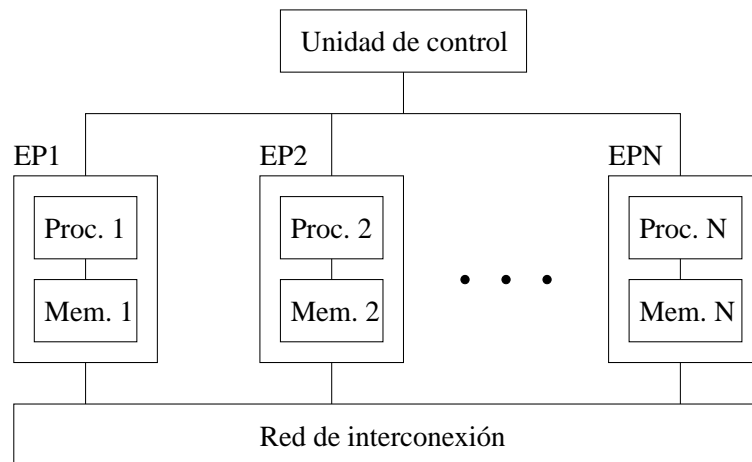 Unidad de control
EP1 EP2 EPN
Proc. 1 Proc. 2 Proc. N
Mem. 1 Mem. 2 Mem. N
Red de interconexión